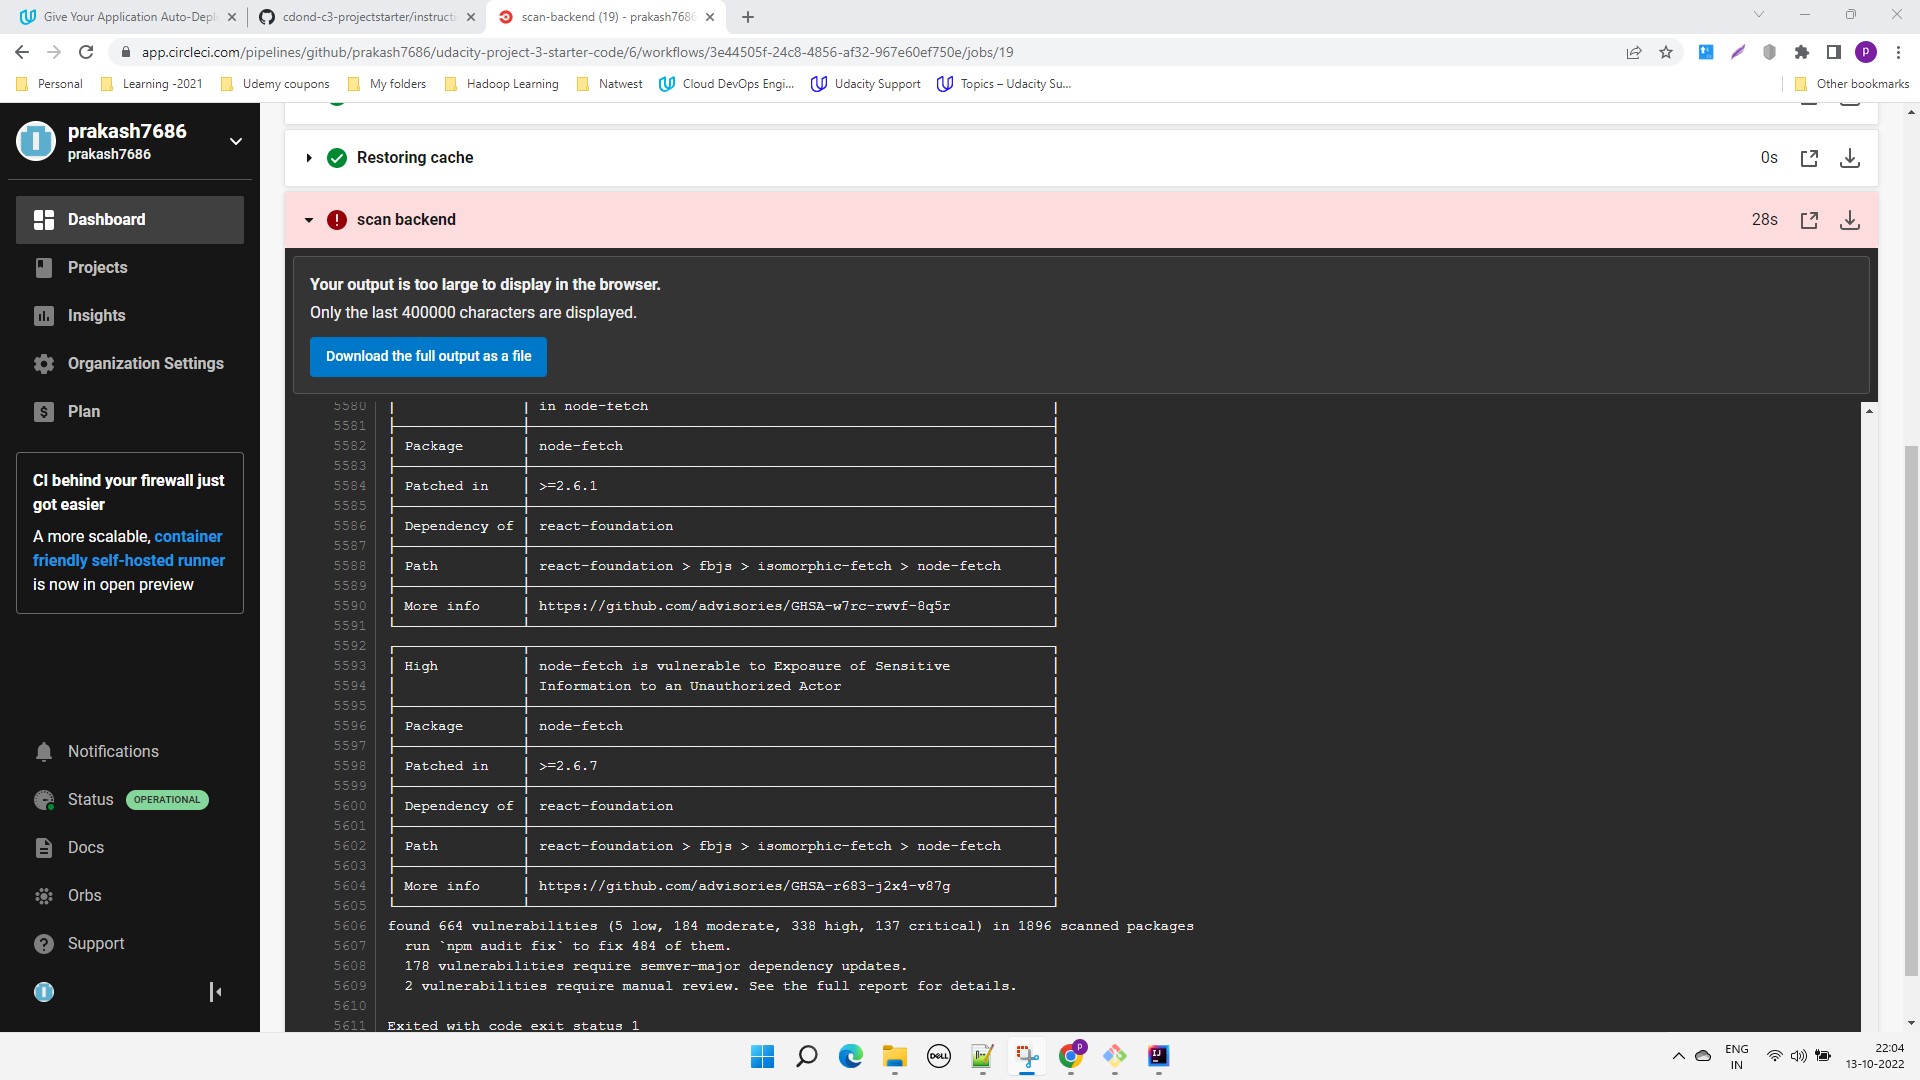 Give Your Application Auto-Depl
cdond-c3-projectstarter/instructi
scan-backend (19) - prakash7686
app.circleci.com/pipelines/github/prakash7686/udacity-project-3-starter-code/6/workflows/3e44505f-24c8-4856-af32-967e60ef750e/jobs/19
P
Personal
Learning -2021
Udemy coupons
My folders
Hadoop Learning
Natwest
Cloud DevOps Engi...
Udacity Support
Topics – Udacity Su...
Other bookmarks
prakash7686
prakash7686
Dashboard
Projects
Insights
Organization Settings
Plan
CI behind your firewall just
got easier
A more scalable, container
friendly self-hosted runner
is now in open preview
Notifications
Status OPERATIONAL
Docs
Orbs
Support
Restoring cache 0s
scan backend 28s
Your output is too large to display in the browser.
Only the last 400000 characters are displayed.
Download the full output as a file
5580 in node-fetch
5581
5582 Package node-fetch
5583
5584 Patched in >=2.6.1
5585
5586 Dependency of react-foundation
5587
5588 Path react-foundation > fbjs > isomorphic-fetch > node-fetch
5589
5590 More info https://github.com/advisories/GHSA-w7rc-rwvf-8q5r
5591
5592
5593 High node-fetch is vulnerable to Exposure of Sensitive
5594 Information to an Unauthorized Actor
5595
5596 Package node-fetch
5597
5598 Patched in >=2.6.7
5599
5600 Dependency of react-foundation
5601
5602 Path react-foundation > fbjs > isomorphic-fetch > node-fetch
5603
5604 More info https://github.com/advisories/GHSA-r683-j2x4-v87g
5605
5606 found 664 vulnerabilities (5 low, 184 moderate, 338 high, 137 critical) in 1896 scanned packages
5607 run `npm audit fix` to fix 484 of them.
5608 178 vulnerabilities require semver-major dependency updates.
5609 2 vulnerabilities require manual review. See the full report for details.
5610
5611 Exited with code exit status 1
DELL
P
IJ
ENG
IN
22:04
13-10-2022